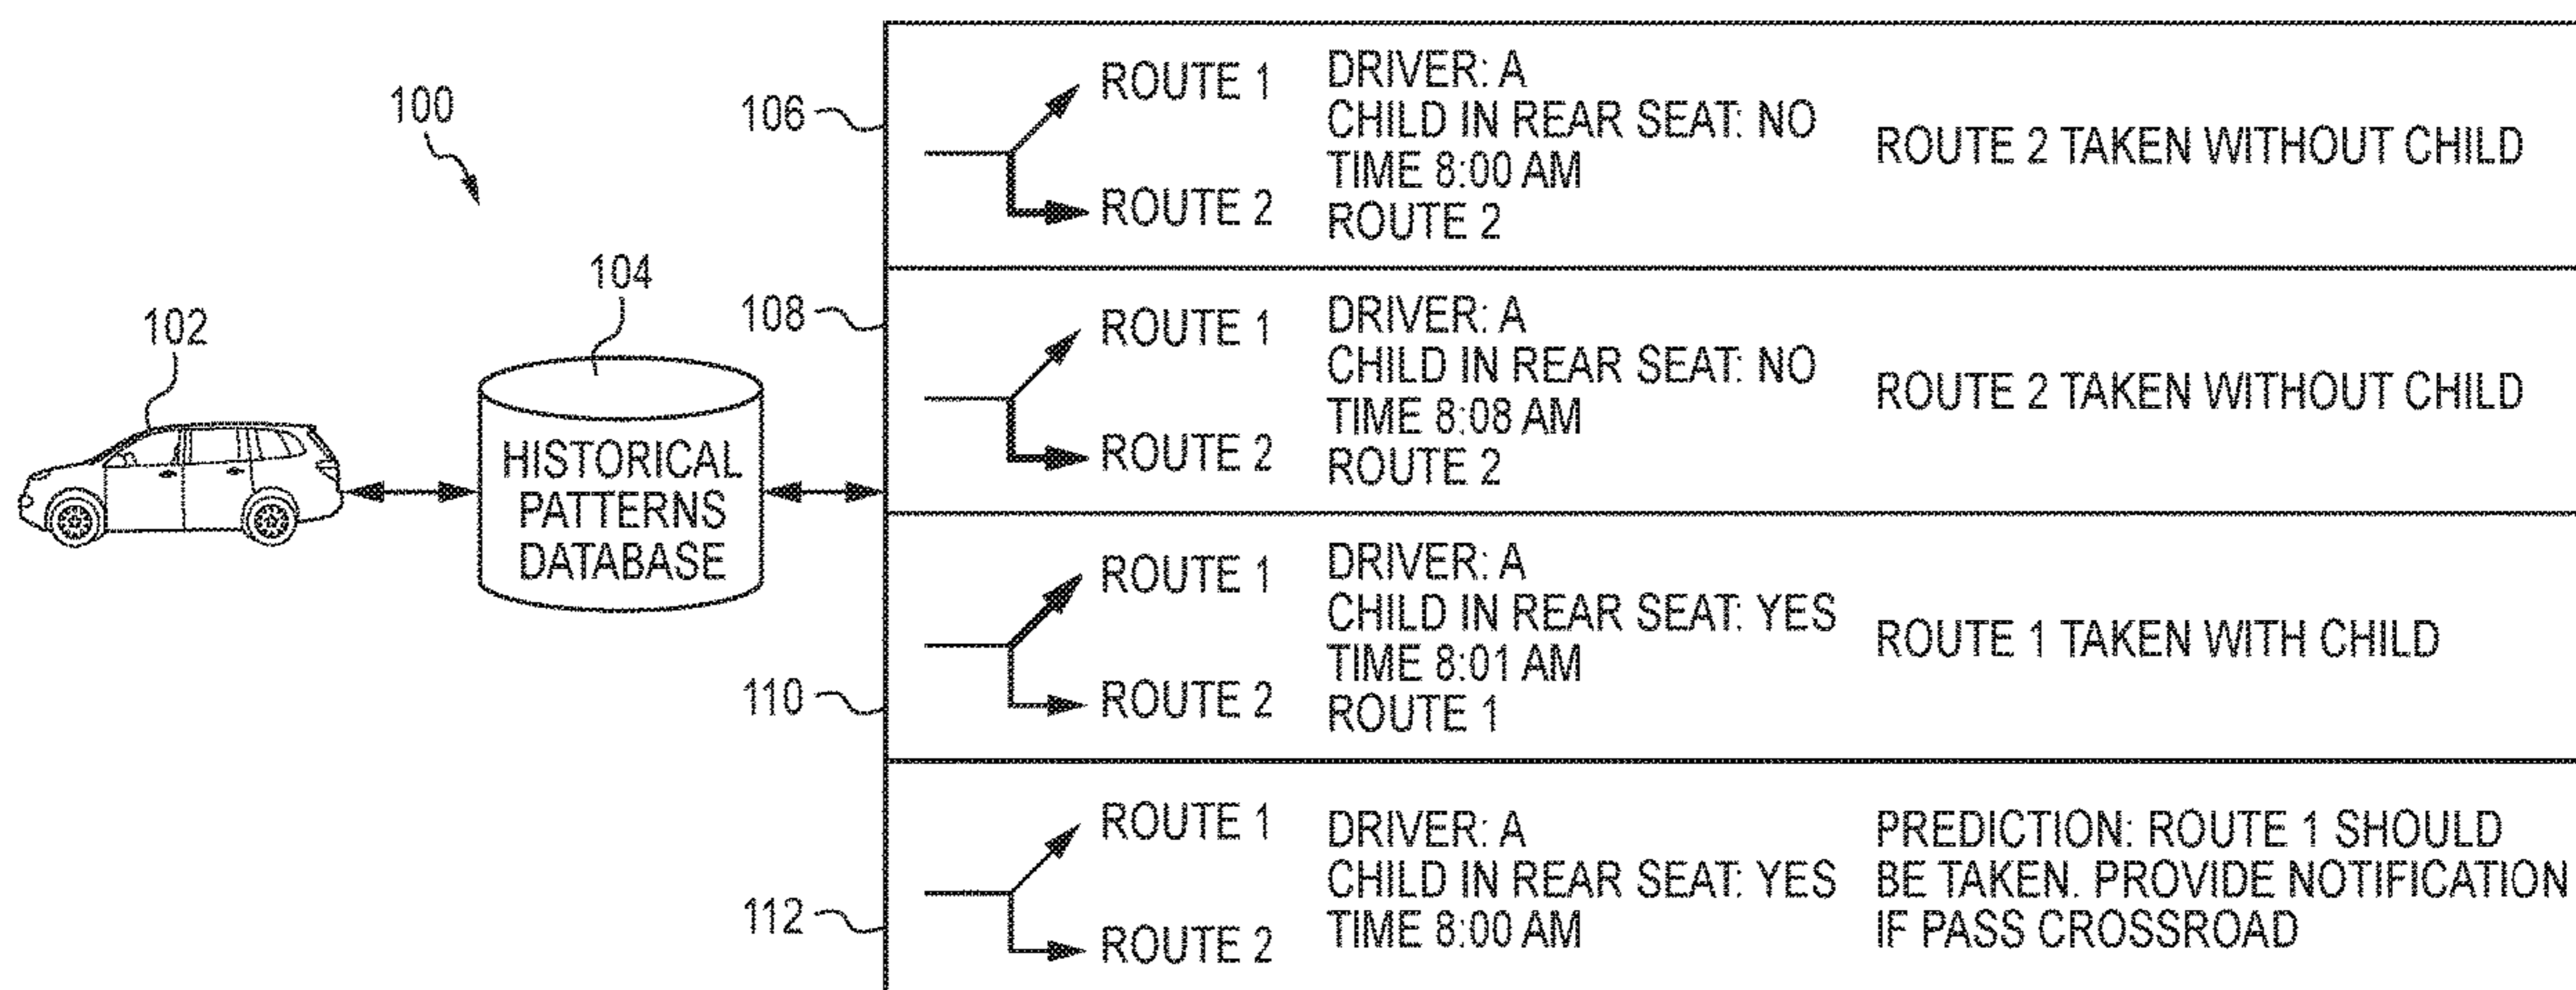 100
102
104
HISTORICAL
PATTERNS
DATABASE
106
ROUTE 1
ROUTE 2
DRIVER: A
CHILD IN REAR SEAT: NO
TIME 8:00 AM
ROUTE 2
ROUTE 2 TAKEN WITHOUT CHILD
108
ROUTE 1
ROUTE 2
DRIVER: A
CHILD IN REAR SEAT: NO
TIME 8:08 AM
ROUTE 2
ROUTE 2 TAKEN WITHOUT CHILD
110
ROUTE 1
ROUTE 2
DRIVER: A
CHILD IN REAR SEAT: YES
TIME 8:01 AM
ROUTE 1
ROUTE 1 TAKEN WITH CHILD
112
ROUTE 1
ROUTE 2
DRIVER: A
CHILD IN REAR SEAT: YES
TIME 8:00 AM
PREDICTION: ROUTE 1 SHOULD
BE TAKEN. PROVIDE NOTIFICATION
IF PASS CROSSROAD